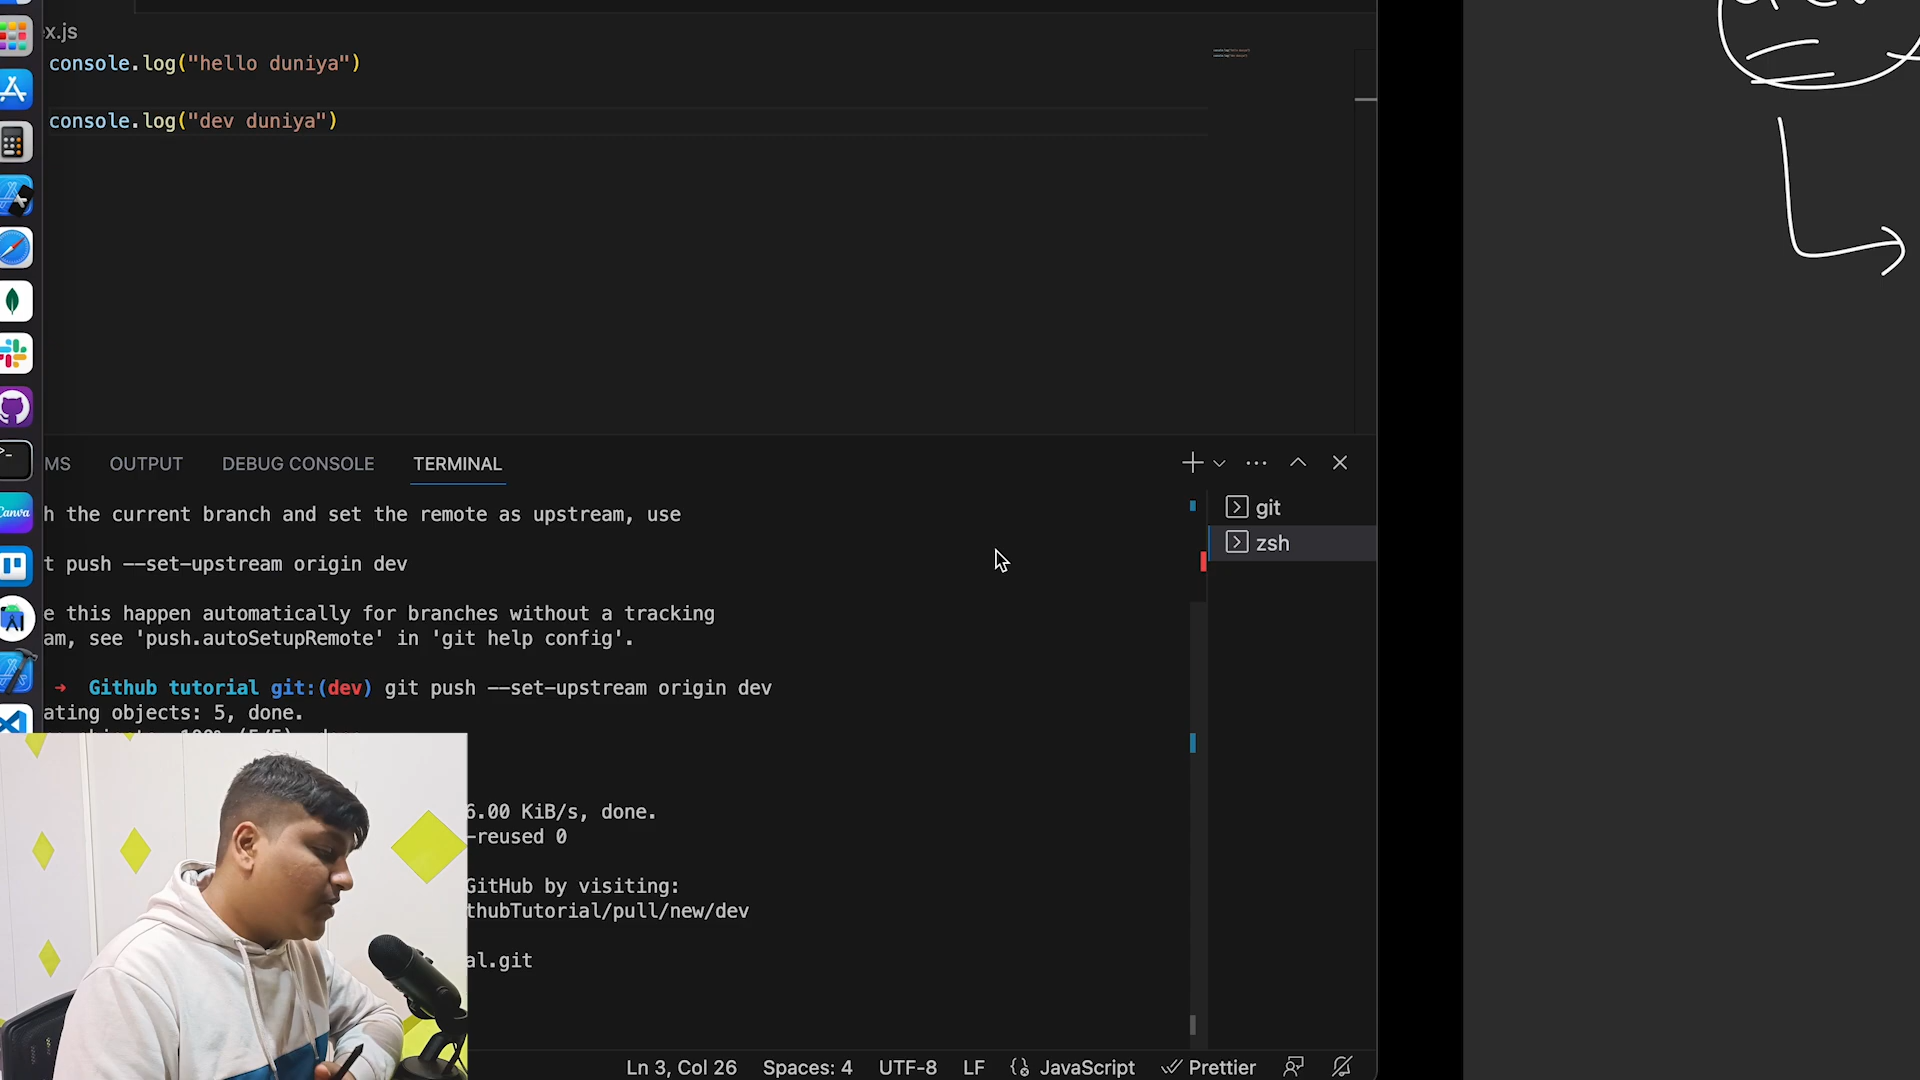 ex.js
console.log("hello duniya")
console.log("dev duniya")
MS OUTPUT DEBUG CONSOLE TERMINAL
git
zsh
h the current branch and set the remote as upstream, use
t push --set-upstream origin dev
e this happen automatically for branches without a tracking
am, see 'push.autoSetupRemote' in 'git help config'.
→ Github tutorial git:(dev) git push --set-upstream origin dev
ating objects: 5, done.
6.00 KiB/s, done.
-reused 0
GitHub by visiting:
thubTutorial/pull/new/dev
al.git
Canva
Ln 3, Col 26 Spaces: 4 UTF-8 LF JavaScript Prettier